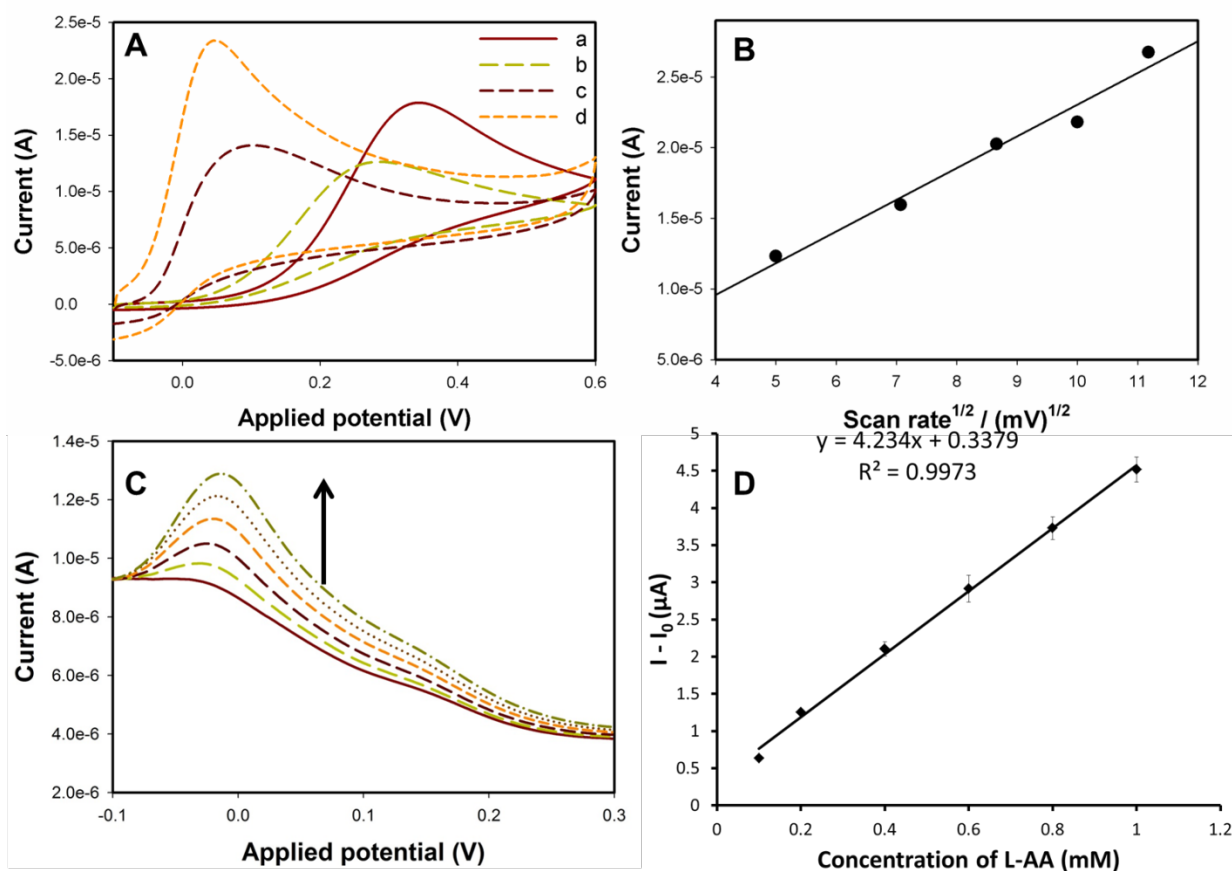 A
a
b
c
d
2.5e-5
2.0e-5
1.5e-5
1.0e-5
5.0e-6
0.0
-5.0e-6
Current (A)
0.0 0.2 0.4 0.6
Applied potential (V)
B
2.5e-5
2.0e-5
1.5e-5
1.0e-5
5.0e-6
Current (A)
4 5 6 7 8 9 10 11 12
Scan rate^1/2 / (mV)^1/2
C
1.4e-5
1.2e-5
1.0e-5
8.0e-6
6.0e-6
4.0e-6
2.0e-6
Current (A)
-0.1 0.0 0.1 0.2 0.3
Applied potential (V)
y = 4.234x + 0.3379
R² = 0.9973
D
5
4.5
4
3.5
3
2.5
2
1.5
1
0.5
0
I - I₀ (µA)
0 0.2 0.4 0.6 0.8 1 1.2
Concentration of L-AA (mM)